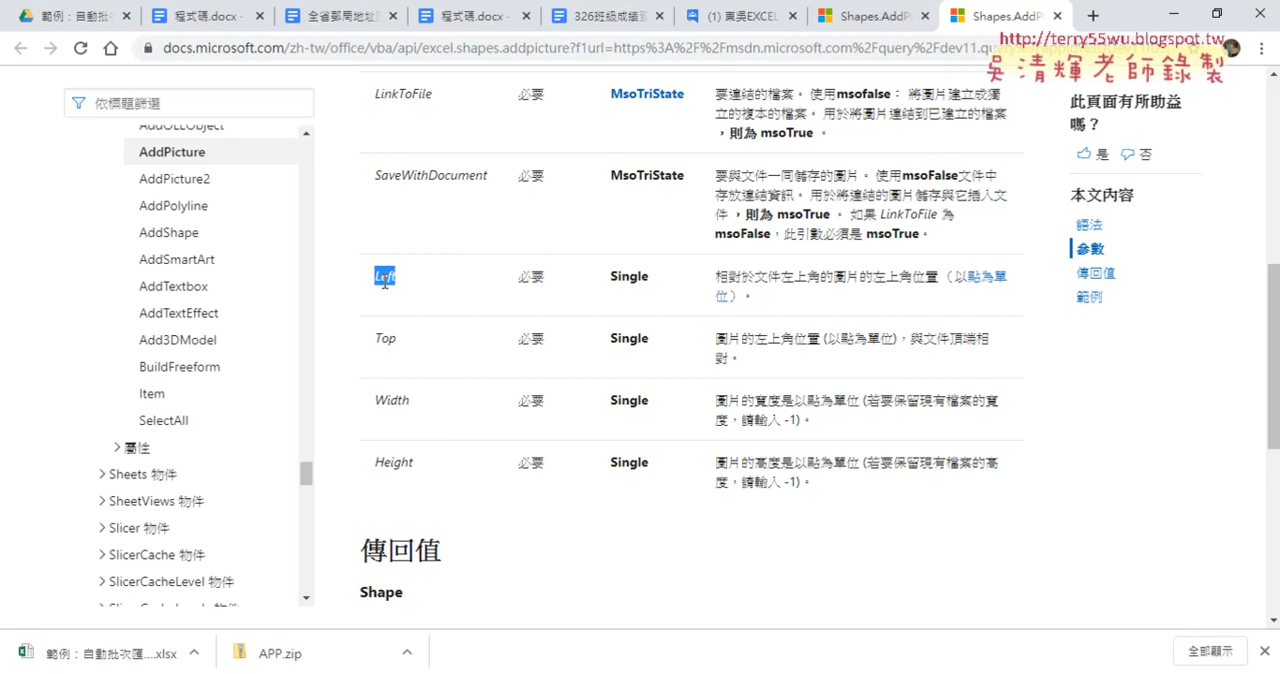 範例：自動批
程式碼.docx -
全省郵局地址
程式碼.docx -
326班級成績
(1) 東吳EXCEL
Shapes.AddP
Shapes.AddP
docs.microsoft.com/zh-tw/office/vba/api/excel.shapes.addpicture?f1url=https%3A%2F%2Fmsdn.microsoft.com%2Fquery%2Fdev11.qu
http://terry55wu.blogspot.tw
吳清輝老師錄製
依標題篩選
AddOLEObject
AddPicture
AddPicture2
AddPolyline
AddShape
AddSmartArt
AddTextbox
AddTextEffect
Add3DModel
BuildFreeform
Item
SelectAll
屬性
Sheets 物件
SheetViews 物件
Slicer 物件
SlicerCache 物件
SlicerCacheLevel 物件
LinkToFile 必要 MsoTriState 要連結的檔案。 使用msofalse： 將圖片建立成獨
立的複本的檔案。 用於將圖片連結到已建立的檔案
，則為 msoTrue 。
SaveWithDocument 必要 MsoTriState 要與文件一同儲存的圖片。 使用msoFalse文件中
存放連結資訊。 用於將連結的圖片儲存與它插入文
件 ，則為 msoTrue 。 如果 LinkToFile 為
msoFalse，此引數必須是 msoTrue。
Left 必要 Single 相對於文件左上角的圖片的左上角位置 （以點為單
位）。
Top 必要 Single 圖片的左上角位置 (以點為單位)，與文件頂端相
對。
Width 必要 Single 圖片的寬度是以點為單位 (若要保留現有檔案的寬
度，請輸入 -1)。
Height 必要 Single 圖片的高度是以點為單位 (若要保留現有檔案的高
度，請輸入 -1)。
傳回值
Shape
此頁面有所助益
嗎？
是 否
本文內容
語法
參數
傳回值
範例
範例：自動批次匯....xlsx
APP.zip
全部顯示